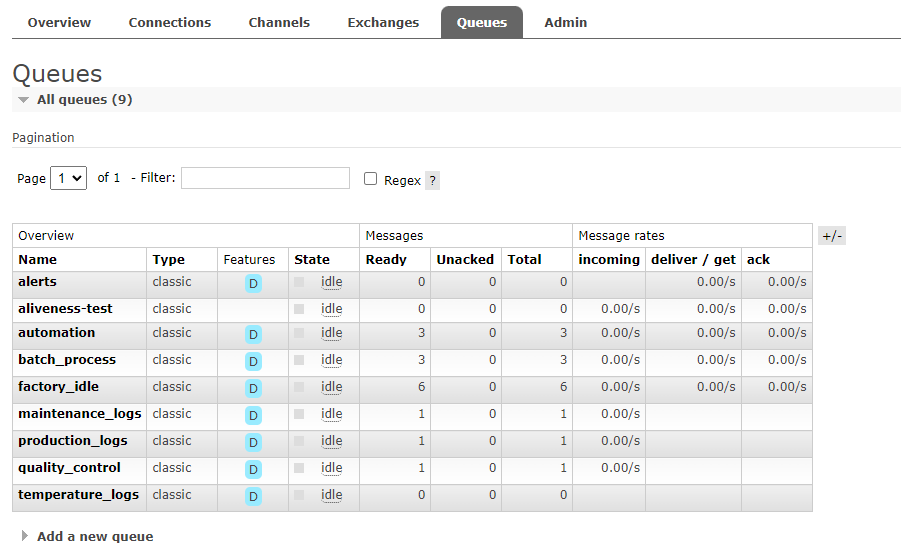 Overview Connections Channels Exchanges Queues Admin
Queues
All queues (9)
Pagination
Page 1 of 1 - Filter: Regex ?
Overview Messages Message rates +/-
Name Type Features State Ready Unacked Total incoming deliver / get ack
alerts classic D idle 0 0 0 0.00/s 0.00/s
aliveness-test classic idle 0 0 0 0.00/s 0.00/s 0.00/s
automation classic D idle 3 0 3 0.00/s 0.00/s 0.00/s
batch_process classic D idle 3 0 3 0.00/s 0.00/s 0.00/s
factory_idle classic D idle 6 0 6 0.00/s 0.00/s 0.00/s
maintenance_logs classic D idle 1 0 1 0.00/s
production_logs classic D idle 1 0 1 0.00/s
quality_control classic D idle 1 0 1 0.00/s
temperature_logs classic D idle 0 0 0
Add a new queue